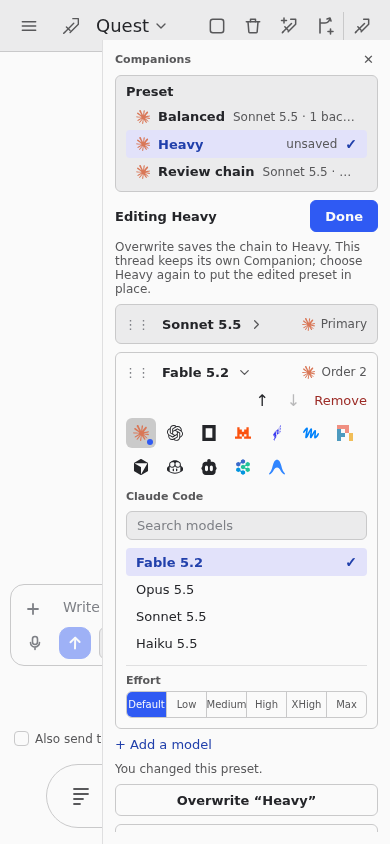 Quest
Companions
Preset
Balanced Sonnet 5.5 · 1 bac…
Heavy unsaved ✓
Review chain Sonnet 5.5 · …
Editing Heavy Done
Overwrite saves the chain to Heavy. This
thread keeps its own Companion; choose
Heavy again to put the edited preset in
place.
Sonnet 5.5 Primary
Fable 5.2 Order 2
Remove
Claude Code
Search models
Fable 5.2 ✓
Opus 5.5
Sonnet 5.5
Haiku 5.5
Effort
Default Low Medium High XHigh Max
+ Add a model
You changed this preset.
Overwrite “Heavy”
Write
Also send t